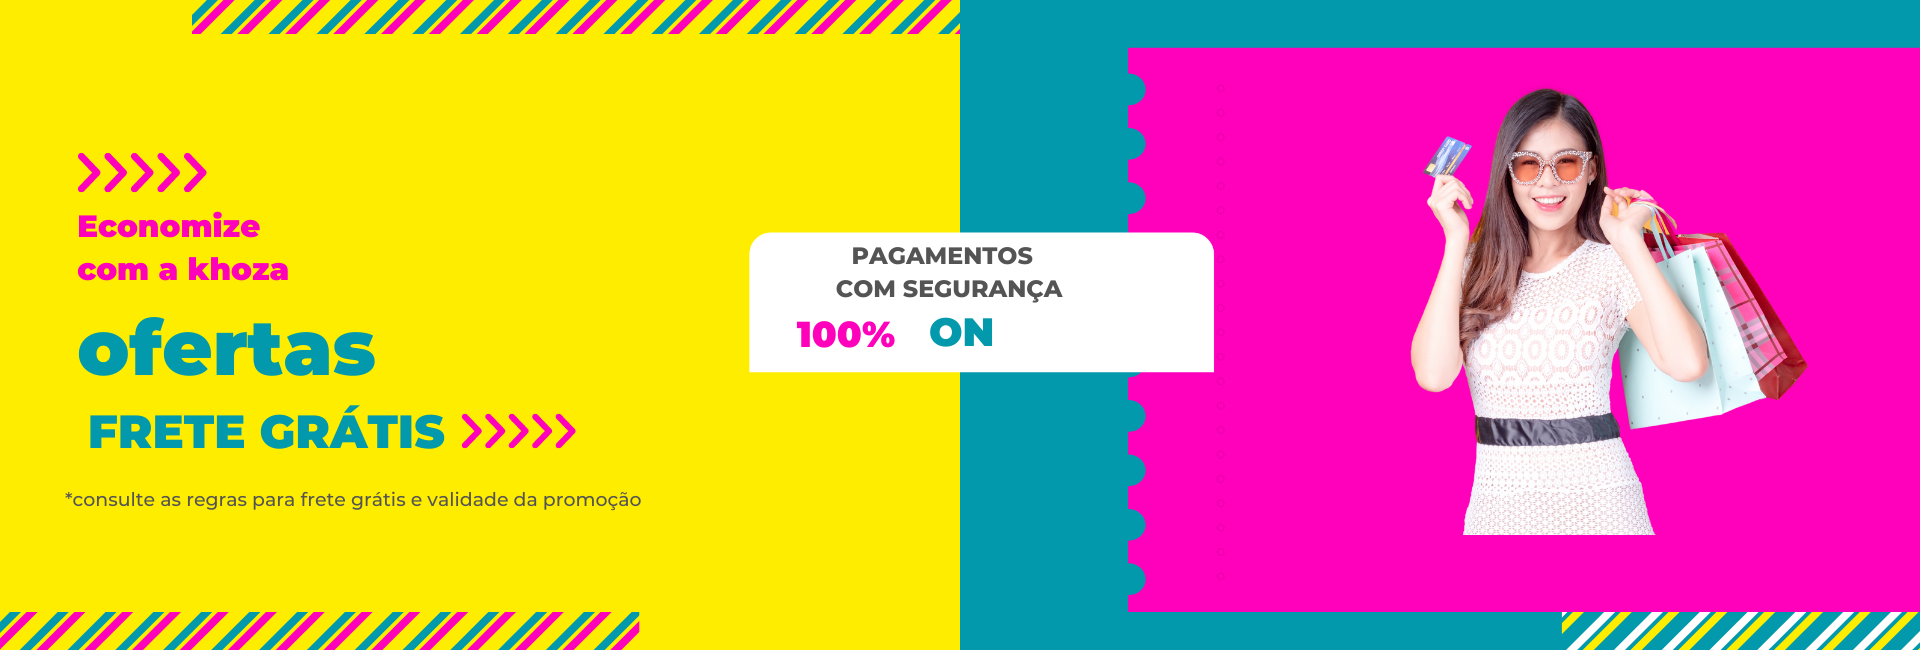 Economize
com a khoza
ofertas
FRETE GRÁTIS
*consulte as regras para frete grátis e validade da promoção
PAGAMENTOS
COM SEGURANÇA
100% ON